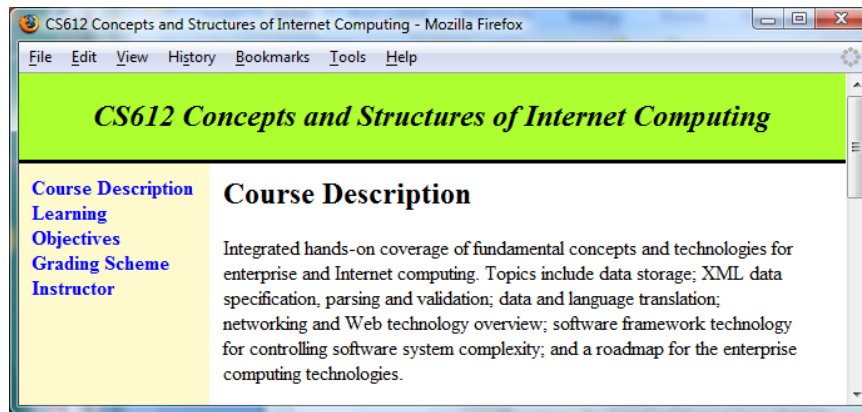 CS612 Concepts and Structures of Internet Computing - Mozilla Firefox
File Edit View History Bookmarks Tools Help
CS612 Concepts and Structures of Internet Computing
Course Description
Learning
Objectives
Grading Scheme
Instructor
Course Description
Integrated hands-on coverage of fundamental concepts and technologies for
enterprise and Internet computing. Topics include data storage; XML data
specification, parsing and validation; data and language translation;
networking and Web technology overview; software framework technology
for controlling software system complexity; and a roadmap for the enterprise
computing technologies.